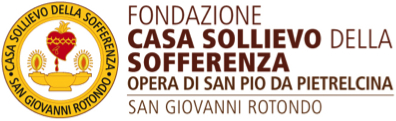 · CASA SOLLIEVO DELLA SOFFERENZA ·
SAN GIOVANNI ROTONDO
FONDAZIONE
CASA SOLLIEVO DELLA
SOFFERENZA
OPERA DI SAN PIO DA PIETRELCINA
SAN GIOVANNI ROTONDO